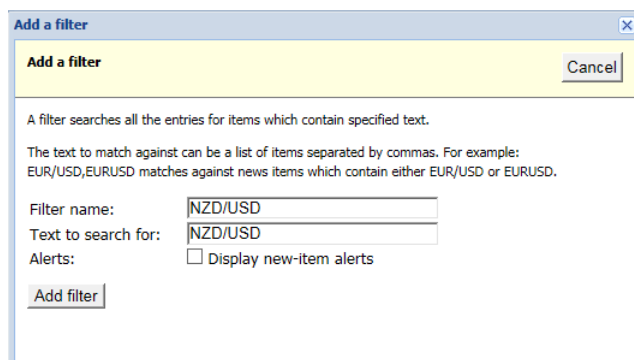 Add a filter
Add a filter
Cancel
A filter searches all the entries for items which contain specified text.
The text to match against can be a list of items separated by commas. For example:
EUR/USD,EURUSD matches against news items which contain either EUR/USD or EURUSD.
Filter name: NZD/USD
Text to search for: NZD/USD
Alerts: Display new-item alerts
Add filter